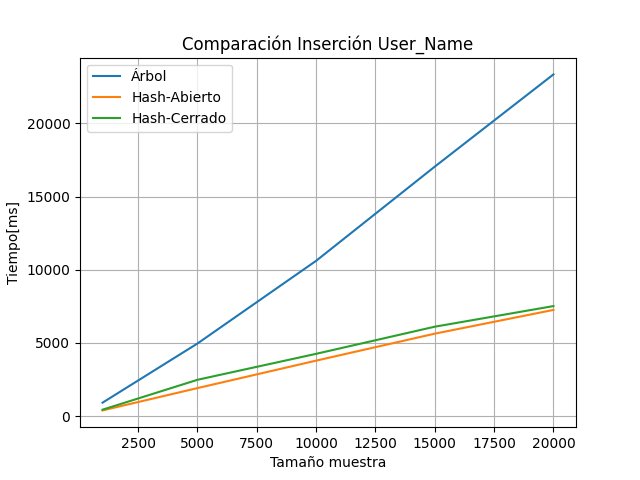 Comparación Inserción User_Name
Árbol
Hash-Abierto
Hash-Cerrado
Tiempo[ms]
20000
15000
10000
5000
0
2500 5000 7500 10000 12500 15000 17500 20000
Tamaño muestra